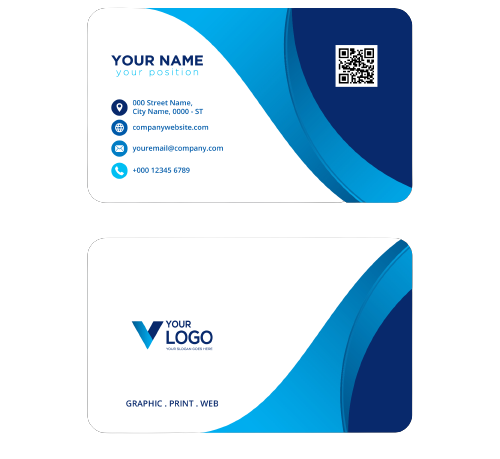 YOUR NAME
your position
000 Street Name,
City Name, 0000 - ST
companywebsite.com
youremail@company.com
+000 12345 6789
YOUR
LOGO
YOUR SLOGAN GOES HERE
GRAPHIC . PRINT . WEB